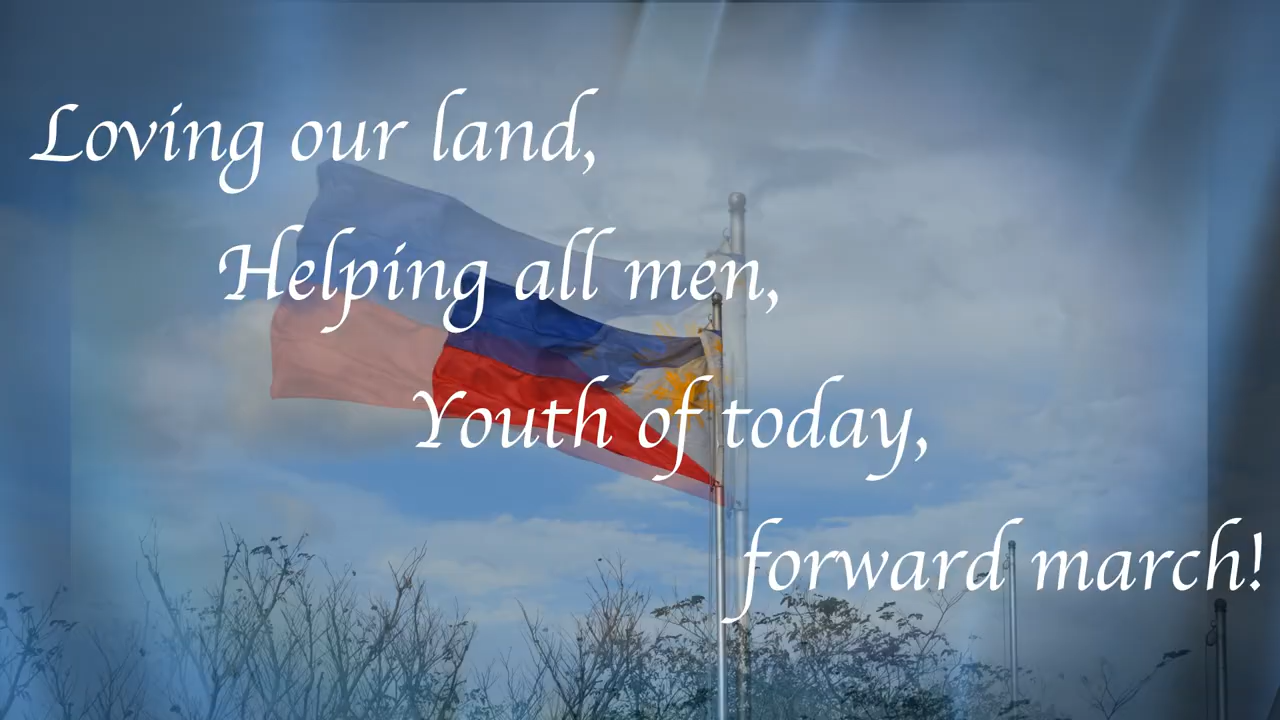 Loving our land,
Helping all men,
Youth of today,
forward march!